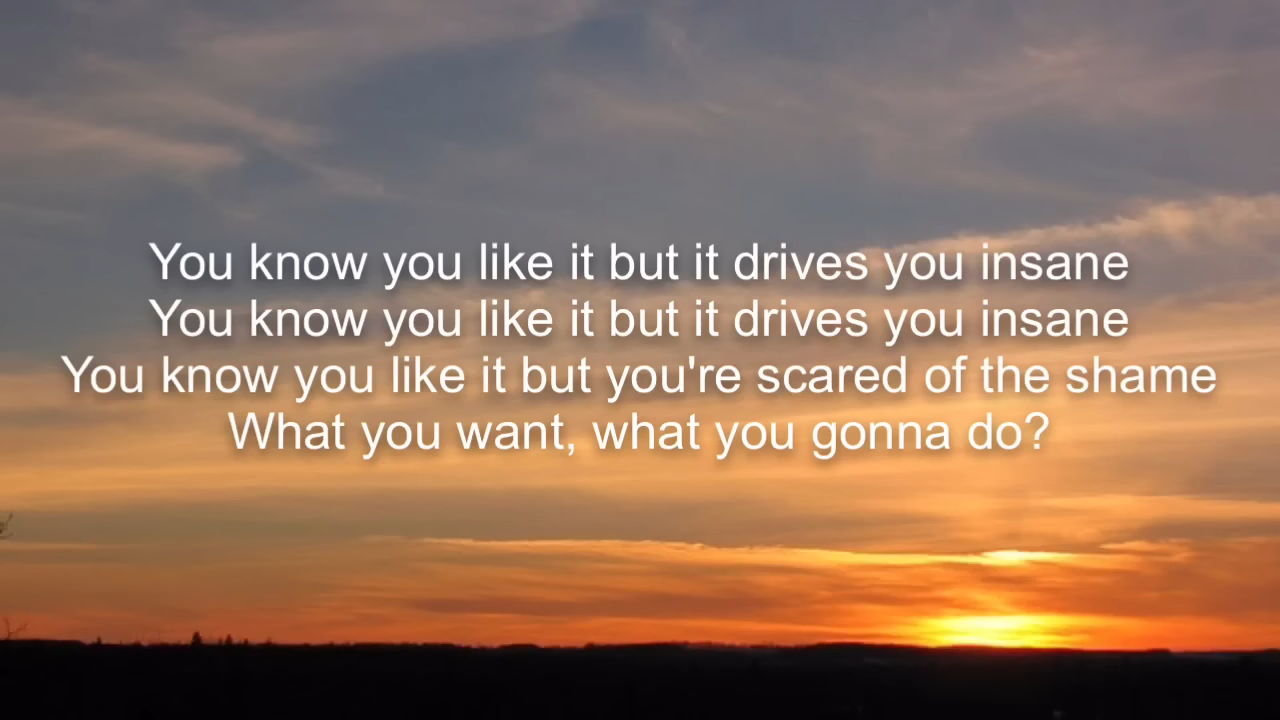 You know you like it but it drives you insane
You know you like it but it drives you insane
You know you like it but you're scared of the shame
What you want, what you gonna do?